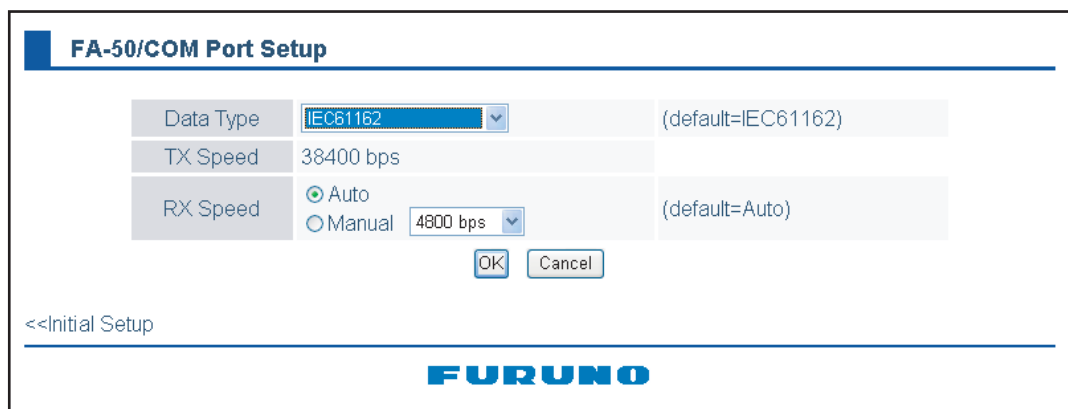 FA-50/COM Port Setup
Data Type IEC61162 (default=IEC61162)
TX Speed 38400 bps
RX Speed Auto (default=Auto)
Manual 4800 bps
OK Cancel
<<Initial Setup
FURUNO